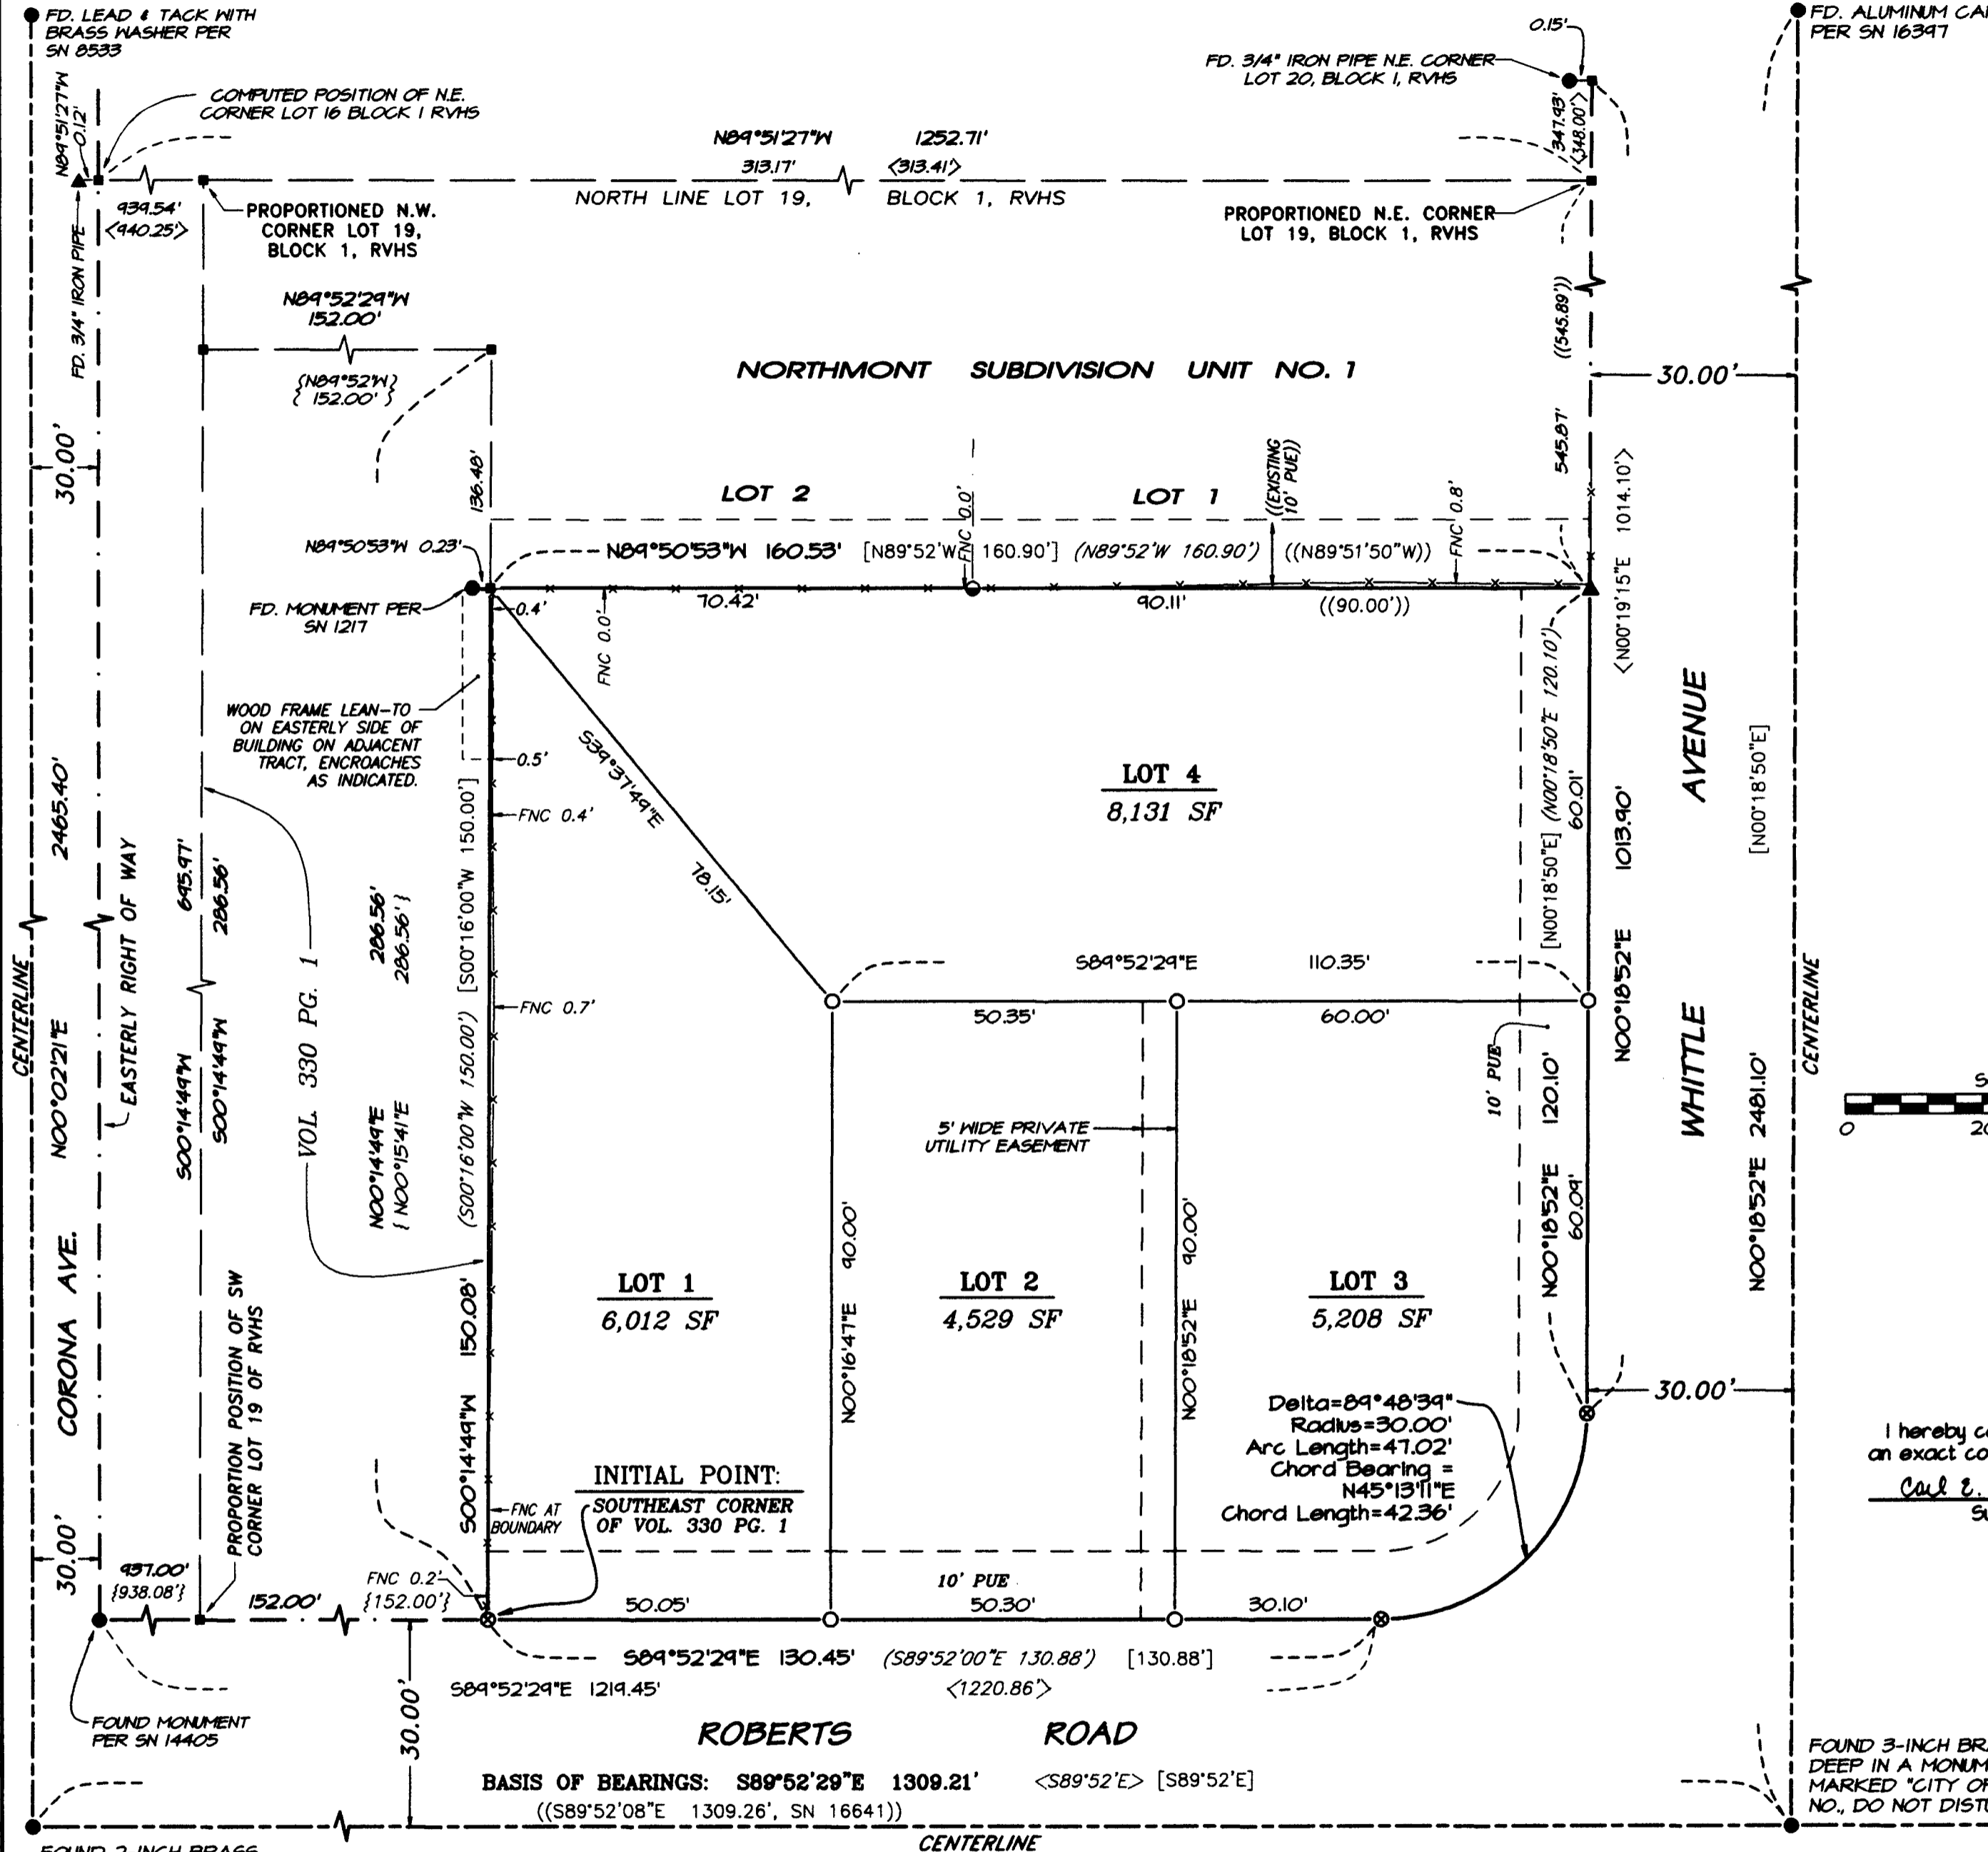 FD. LEAD & TACK WITH
BRASS WASHER PER
SN 8533
N89°51'27"W
0.12'
COMPUTED POSITION OF N.E.
CORNER LOT 16 BLOCK 1 RVHS
N89°51'27"W 1252.71'
313.17' <313.41'>
NORTH LINE LOT 19, BLOCK 1, RVHS
0.15'
FD. 3/4" IRON PIPE N.E. CORNER
LOT 20, BLOCK 1, RVHS
347.93'
<348.00'>
FD. ALUMINUM
PER SN 16397
939.54'
<940.25'>
PROPORTIONED N.W.
CORNER LOT 19,
BLOCK 1, RVHS
PROPORTIONED N.E. CORNER
LOT 19, BLOCK 1, RVHS
FD. 3/4" IRON PIPE
N89°52'29"W
152.00'
{N89°52'W}
{ 152.00' }
NORTHMONT SUBDIVISION UNIT NO. 1
((545.89'))
545.87'
30.00'
30.00'
136.48'
LOT 2
LOT 1
((EXISTING
10' PUE))
FNC 0.0'
FNC 0.8'
<N00°19'15"E 1014.10'>
N89°50'53"W 0.23'
N89°50'53"W 160.53' [N89°52'W 160.90'] (N89°52'W 160.90') ((N89°51'50"W))
FD. MONUMENT PER
SN 1217
0.4'
70.42'
90.11'
((90.00'))
FNC 0.0'
WOOD FRAME LEAN-TO
ON EASTERLY SIDE OF
BUILDING ON ADJACENT
TRACT, ENCROACHES
AS INDICATED.
0.5'
FNC 0.4'
S39°37'49"E
78.15'
LOT 4
8,131 SF
[N00°18'50"E] (N00°18'50"E 120.10')
60.01'
N00°18'52"E 1013.90'
WHITTLE AVENUE
[N00°18'50"E]
N00°18'52"E 2481.10'
CENTERLINE
CENTERLINE
N00°02'21"E 2465.40'
CORONA AVE.
EASTERLY RIGHT OF WAY
S00°14'49"W 695.97'
S00°14'49"W 286.56'
VOL. 330 PG. 1
N00°14'49"E 286.56'
{ N00°15'41"E 286.56' }
(S00°16'00"W 150.00') [S00°16'00"W 150.00']
S00°14'49"W 150.08'
FNC 0.7'
S89°52'29"E 110.35'
50.35'
60.00'
10' PUE
5' WIDE PRIVATE
UTILITY EASEMENT
N00°16'47"E 90.00'
N00°18'52"E 90.00'
N00°18'52"E 120.10'
60.09'
0
LOT 1
6,012 SF
LOT 2
4,529 SF
LOT 3
5,208 SF
PROPORTION POSITION OF SW
CORNER LOT 19 OF RVHS
Delta=89°48'39"
Radius=30.00'
Arc Length=47.02'
Chord Bearing =
N45°13'11"E
Chord Length=42.36'
30.00'
I hereby
an exact
INITIAL POINT:
SOUTHEAST CORNER
OF VOL. 330 PG. 1
FNC AT
BOUNDARY
30.00'
937.00'
{938.08'}
152.00'
FNC 0.2'
{152.00'}
50.05'
10' PUE
50.30'
30.10'
S89°52'29"E 130.45' (S89°52'00"E 130.88') [130.88']
S89°52'29"E 1219.45' <1220.86'>
30.00'
FOUND MONUMENT
PER SN 14405
ROBERTS ROAD
BASIS OF BEARINGS: S89°52'29"E 1309.21' <S89°52'E> [S89°52'E]
((S89°52'08"E 1309.26', SN 16641))
CENTERLINE
FOUND 3-INCH
DEEP IN A
MARKED "CITY
NO., DO NOT
FOUND 2-INCH BRASS